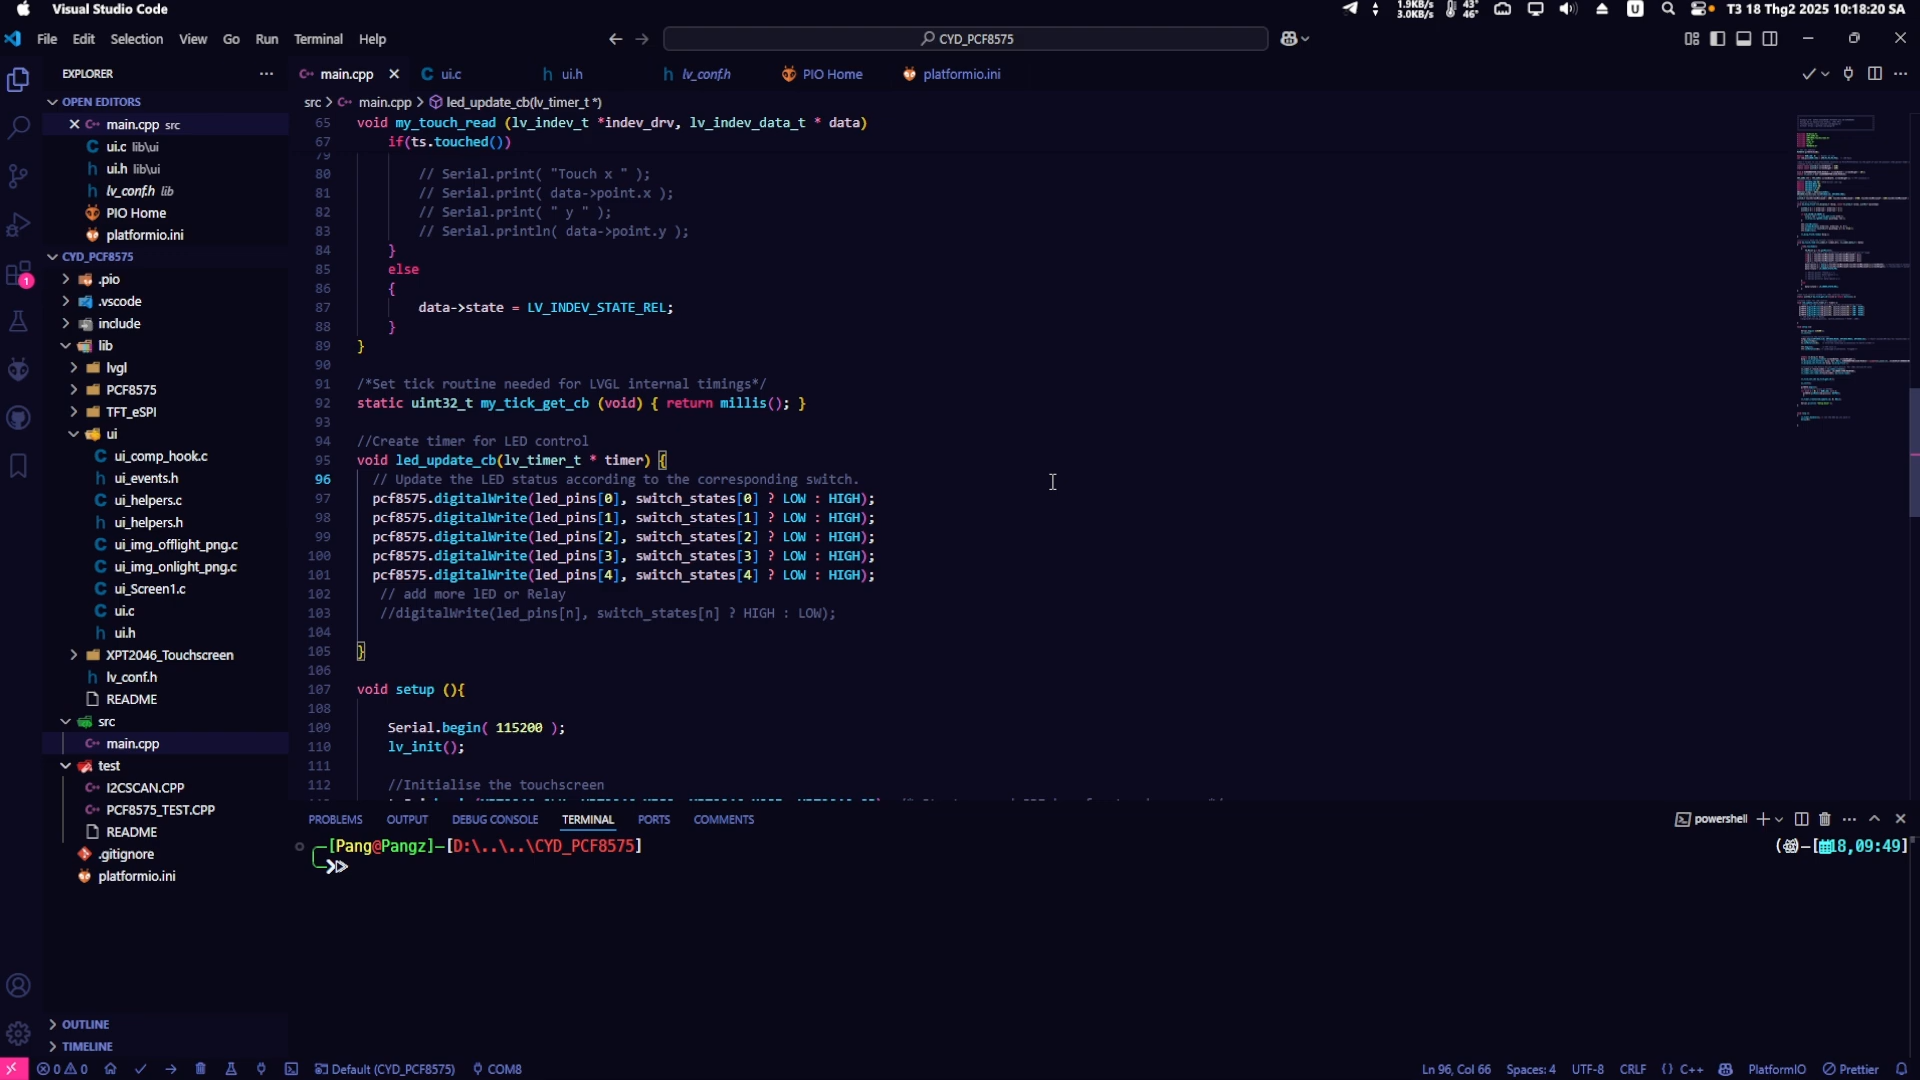 Visual Studio Code
1.9KB/s
3.0KB/s
43°
46°
U
T3 18 Thg2 2025 10:18:20 SA
File Edit Selection View Go Run Terminal Help
CYD_PCF8575
EXPLORER
main.cpp
ui.c
ui.h
lv_conf.h
PIO Home
platformio.ini
OPEN EDITORS
main.cpp src
ui.c lib\ui
ui.h lib\ui
lv_conf.h lib
PIO Home
platformio.ini
CYD_PCF8575
.pio
.vscode
include
lib
lvgl
PCF8575
TFT_eSPI
ui
ui_comp_hook.c
ui_events.h
ui_helpers.c
ui_helpers.h
ui_img_offlight_png.c
ui_img_onlight_png.c
ui_Screen1.c
ui.c
ui.h
XPT2046_Touchscreen
lv_conf.h
README
src
main.cpp
test
I2CSCAN.CPP
PCF8575_TEST.CPP
README
.gitignore
platformio.ini
OUTLINE
TIMELINE
1
src > main.cpp > led_update_cb(lv_timer_t *)
65 void my_touch_read (lv_indev_t *indev_drv, lv_indev_data_t * data)
67 if(ts.touched())
79
80 // Serial.print( "Touch x " );
81 // Serial.print( data->point.x );
82 // Serial.print( " y " );
83 // Serial.println( data->point.y );
84 }
85 else
86 {
87 data->state = LV_INDEV_STATE_REL;
88 }
89 }
90
91 /*Set tick routine needed for LVGL internal timings*/
92 static uint32_t my_tick_get_cb (void) { return millis(); }
93
94 //Create timer for LED control
95 void led_update_cb(lv_timer_t * timer) {
96 // Update the LED status according to the corresponding switch.
97 pcf8575.digitalWrite(led_pins[0], switch_states[0] ? LOW : HIGH);
98 pcf8575.digitalWrite(led_pins[1], switch_states[1] ? LOW : HIGH);
99 pcf8575.digitalWrite(led_pins[2], switch_states[2] ? LOW : HIGH);
100 pcf8575.digitalWrite(led_pins[3], switch_states[3] ? LOW : HIGH);
101 pcf8575.digitalWrite(led_pins[4], switch_states[4] ? LOW : HIGH);
102 // add more lED or Relay
103 //digitalWrite(led_pins[n], switch_states[n] ? HIGH : LOW);
104
105 }
106
107 void setup (){
108
109 Serial.begin( 115200 );
110 lv_init();
111
112 //Initialise the touchscreen
PROBLEMS OUTPUT DEBUG CONSOLE TERMINAL PORTS COMMENTS
powershell
[Pang@Pangz]-[D:\..\..\CYD_PCF8575]
18,09:49]
0 0
Default (CYD_PCF8575)
COM8
Ln 96, Col 66 Spaces: 4 UTF-8 CRLF {} C++ PlatformIO Prettier